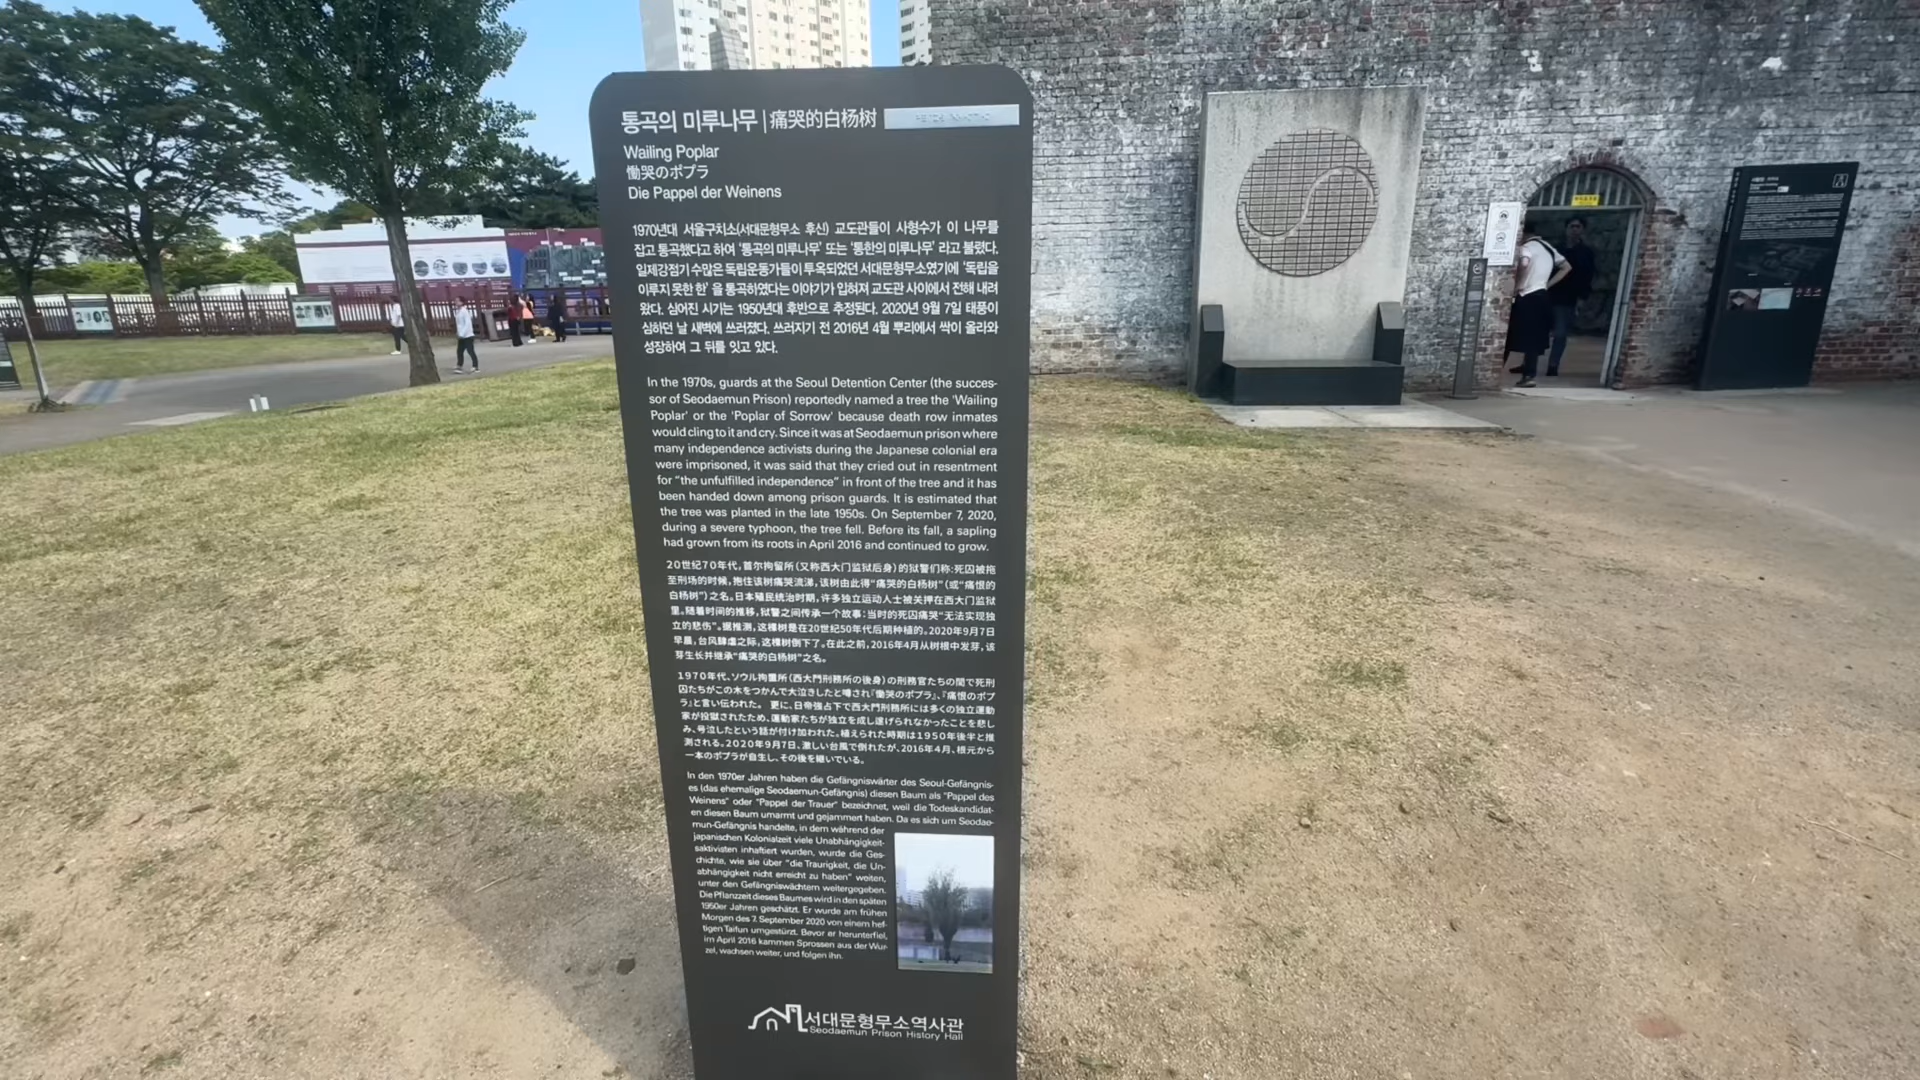 통곡의 미루나무 | 痛哭的白杨树
Wailing Poplar
慟哭のポプラ
Die Pappel der Weinens
1970년대 서울구치소(서대문형무소 후신) 교도관들이 사형수가 이 나무를
잡고 통곡했다고 하여 ‘통곡의 미루나무’ 또는 ‘통한의 미루나무’ 라고 불렸다.
일제강점기 수많은 독립운동가들이 투옥되었던 서대문형무소였기에 ‘독립을
이루지 못한 한’ 을 통곡하였다는 이야기가 입혀져 교도관 사이에서 전해 내려
왔다. 심어진 시기는 1950년대 후반으로 추정된다. 2020년 9월 7일 태풍이
심하던 날 새벽에 쓰러졌다. 쓰러지기 전 2016년 4월 뿌리에서 싹이 올라와
성장하여 그 뒤를 잇고 있다.
In the 1970s, guards at the Seoul Detention Center (the succes-
sor of Seodaemun Prison) reportedly named a tree the ‘Wailing
Poplar’ or the ‘Poplar of Sorrow’ because death row inmates
would cling to it and cry. Since it was at Seodaemun prison where
many independence activists during the Japanese colonial era
were imprisoned, it was said that they cried out in resentment
for “the unfulfilled independence” in front of the tree and it has
been handed down among prison guards. It is estimated that
the tree was planted in the late 1950s. On September 7, 2020,
during a severe typhoon, the tree fell. Before its fall, a sapling
had grown from its roots in April 2016 and continued to grow.
20世纪70年代，首尔拘留所（又称西大门监狱后身）的狱警们称：死囚被拖
至刑场的时候，抱住该树痛哭流涕，该树由此得“痛哭的白杨树”（或“痛恨的
白杨树”）之名。日本殖民统治时期，许多独立运动人士被关押在西大门监狱
里。随着时间的推移，狱警之间传承一个故事：当时的死囚痛哭“无法实现独
立的悲伤”。据推测，这棵树是在20世纪50年代后期种植的。2020年9月7日
早晨，台风肆虐之际，这棵树倒下了。在此之前，2016年4月从树根中发芽，该
芽生长并继承“痛哭的白杨树”之名。
1970年代、ソウル拘置所（西大門刑務所の後身）の刑務官たちの間で死刑
囚たちがこの木をつかんで大泣きしたと噂され『慟哭のポプラ』、『痛恨のポプ
ラ』と言い伝われた。 更に、日帝強占下で西大門刑務所には多くの独立運動
家が投獄されたため、運動家たちが独立を成し遂げられなかったことを悲し
み、号泣したという話が付け加われた。植えられた時期は1950年後半と推
測される。2020年9月7日、激しい台風で倒れたが、2016年4月、根元から
一本のポプラが自生し、その後を継いでいる。
In den 1970er Jahren haben die Gefängniswärter des Seoul-Gefängnis-
es (das ehemalige Seodaemun-Gefängnis) diesen Baum als "Pappel des
Weinens" oder "Pappel der Trauer" bezeichnet, weil die Todeskandidat-
en diesen Baum umarmt und gejammert haben. Da es sich um Seodae-
mun-Gefängnis handelte, in dem während der
japanischen Kolonialzeit viele Unabhängigkeit-
saktivisten inhaftiert wurden, wurde die Ges-
chichte, wie sie über "die Traurigkeit, die Un-
abhängigkeit nicht erreicht zu haben" weiten,
unter den Gefängniswächtern weitergegeben.
Die Pflanzzeit dieses Baumes wird in den späten
1950er Jahren geschätzt. Er wurde am frühen
Morgen des 7. September 2020 von einem hef-
tigen Taifun umgestürzt. Bevor er herunterfiel,
im April 2016 kammen Sprossen aus der Wur-
zel, wachsen weiter, und folgen ihn.
서대문형무소역사관
Seodaemun Prison History Hall